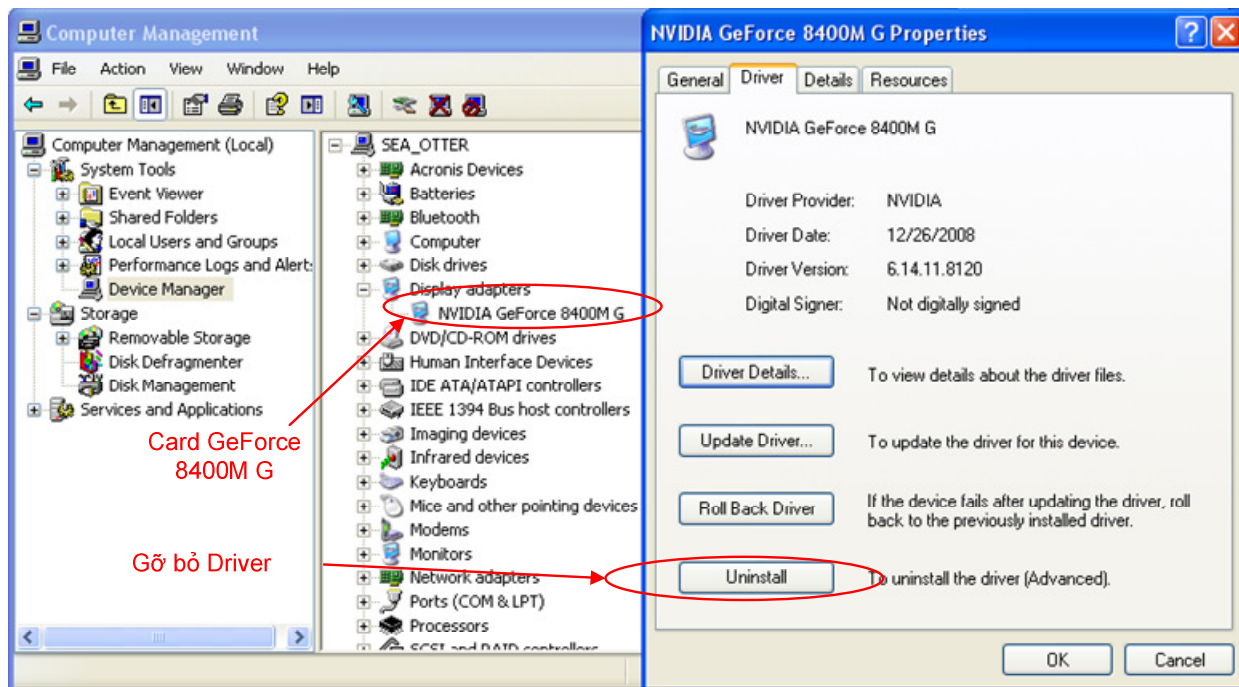 Computer Management
File Action View Window Help
Computer Management (Local)
System Tools
Event Viewer
Shared Folders
Local Users and Groups
Performance Logs and Alert
Device Manager
Storage
Removable Storage
Disk Defragmenter
Disk Management
Services and Applications
Card GeForce
8400M G
Gỡ bỏ Driver
SEA_OTTER
Acronis Devices
Batteries
Bluetooth
Computer
Disk drives
Display adapters
NVIDIA GeForce 8400M G
DVD/CD-ROM drives
Human Interface Devices
IDE ATA/ATAPI controllers
IEEE 1394 Bus host controllers
Imaging devices
Infrared devices
Keyboards
Mice and other pointing devices
Modems
Monitors
Network adapters
Ports (COM & LPT)
Processors
SCSI and RAID controllers
NVIDIA GeForce 8400M G Properties
General Driver Details Resources
NVIDIA GeForce 8400M G
Driver Provider: NVIDIA
Driver Date: 12/26/2008
Driver Version: 6.14.11.8120
Digital Signer: Not digitally signed
Driver Details... To view details about the driver files.
Update Driver... To update the driver for this device.
Roll Back Driver If the device fails after updating the driver, roll
back to the previously installed driver.
Uninstall To uninstall the driver (Advanced).
OK Cancel